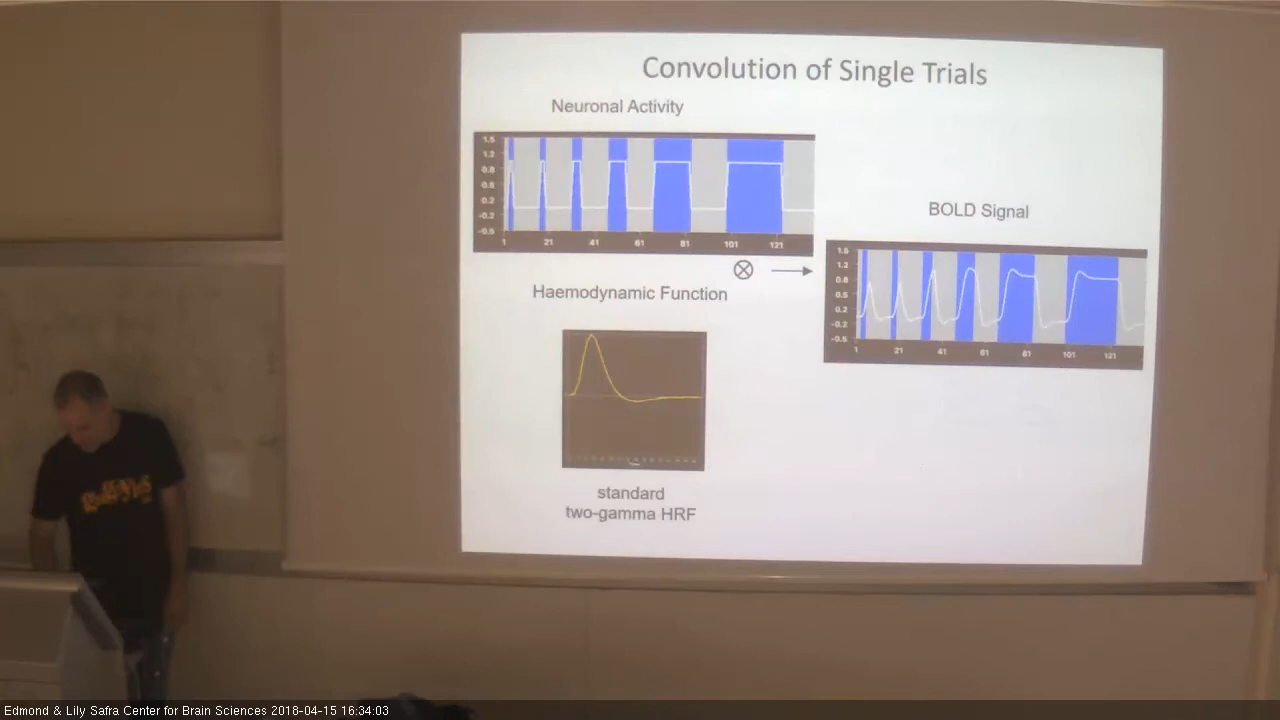 Convolution of Single Trials
Neuronal Activity
1.5
1.2
0.8
0.5
0.2
-0.2
-0.5
1 21 41 61 81 101 121
BOLD Signal
1.5
1.2
0.8
0.5
0.2
-0.2
-0.5
1 21 41 61 81 101 121
Haemodynamic Function
standard
two-gamma HRF
Edmond & Lily Safra Center for Brain Sciences 2018-04-15 16:34:03